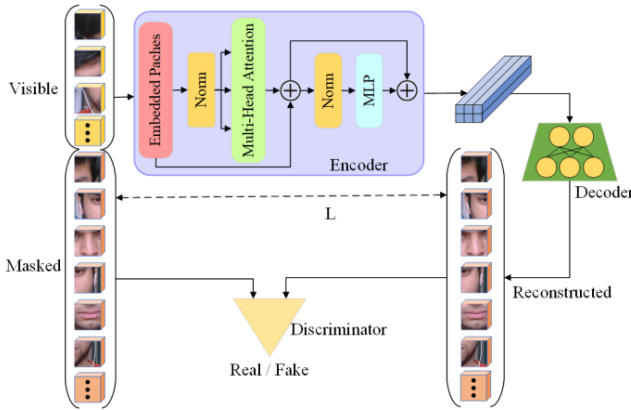 Visible
Embedded Paches
Norm
Multi-Head Attention
Norm
MLP
Encoder
Decoder
L
Masked
Reconstructed
Discriminator
Real / Fake